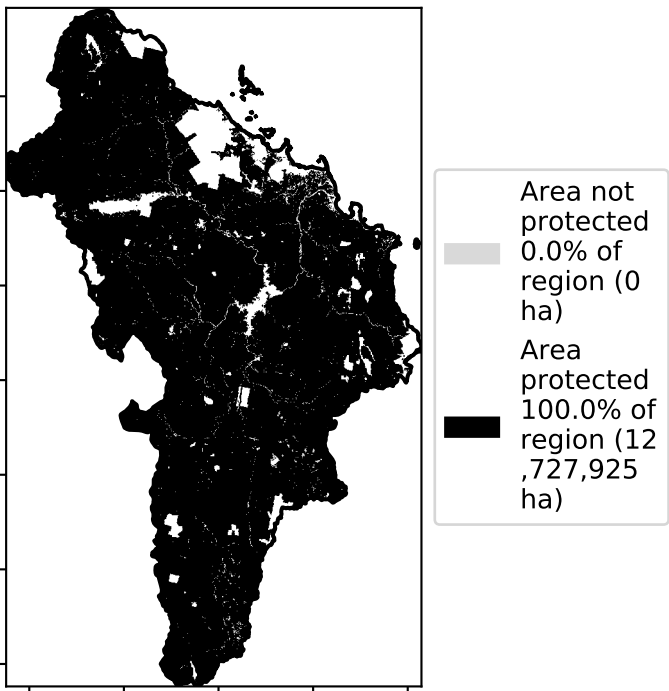 Area not
protected
0.0% of
region (0
ha)
Area
protected
100.0% of
region (12
,727,925
ha)